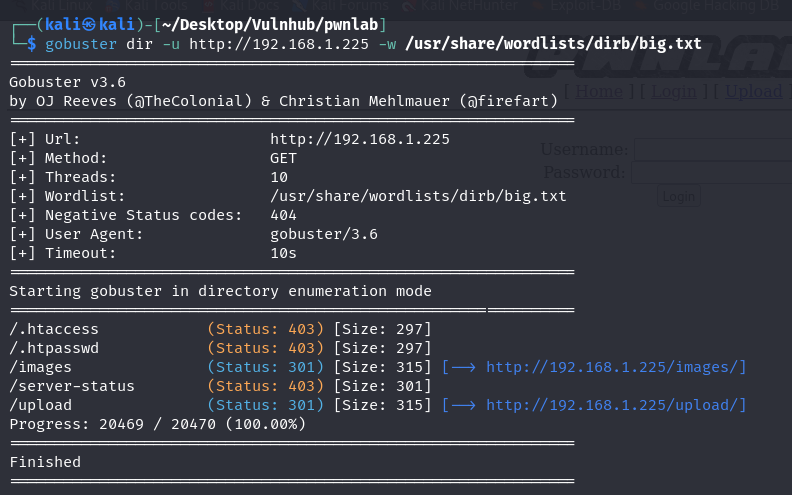 Kali Linux Kali Tools Kali Docs Kali Forums Kali NetHunter Exploit-DB Google Hacking DB
┌──(kali㉿kali)-[~/Desktop/Vulnhub/pwnlab]
└─$ gobuster dir -u http://192.168.1.225 -w /usr/share/wordlists/dirb/big.txt
===============================================================
Gobuster v3.6
by OJ Reeves (@TheColonial) & Christian Mehlmauer (@firefart)
===============================================================
[+] Url: http://192.168.1.225
[+] Method: GET
[+] Threads: 10
[+] Wordlist: /usr/share/wordlists/dirb/big.txt
[+] Negative Status codes: 404
[+] User Agent: gobuster/3.6
[+] Timeout: 10s
===============================================================
Starting gobuster in directory enumeration mode
===============================================================
/.htaccess (Status: 403) [Size: 297]
/.htpasswd (Status: 403) [Size: 297]
/images (Status: 301) [Size: 315] [--> http://192.168.1.225/images/]
/server-status (Status: 403) [Size: 301]
/upload (Status: 301) [Size: 315] [--> http://192.168.1.225/upload/]
Progress: 20469 / 20470 (100.00%)
===============================================================
Finished
===============================================================
PWNLAB
[ Home ] [ Login ] [ Upload ]
Username:
Password:
Login